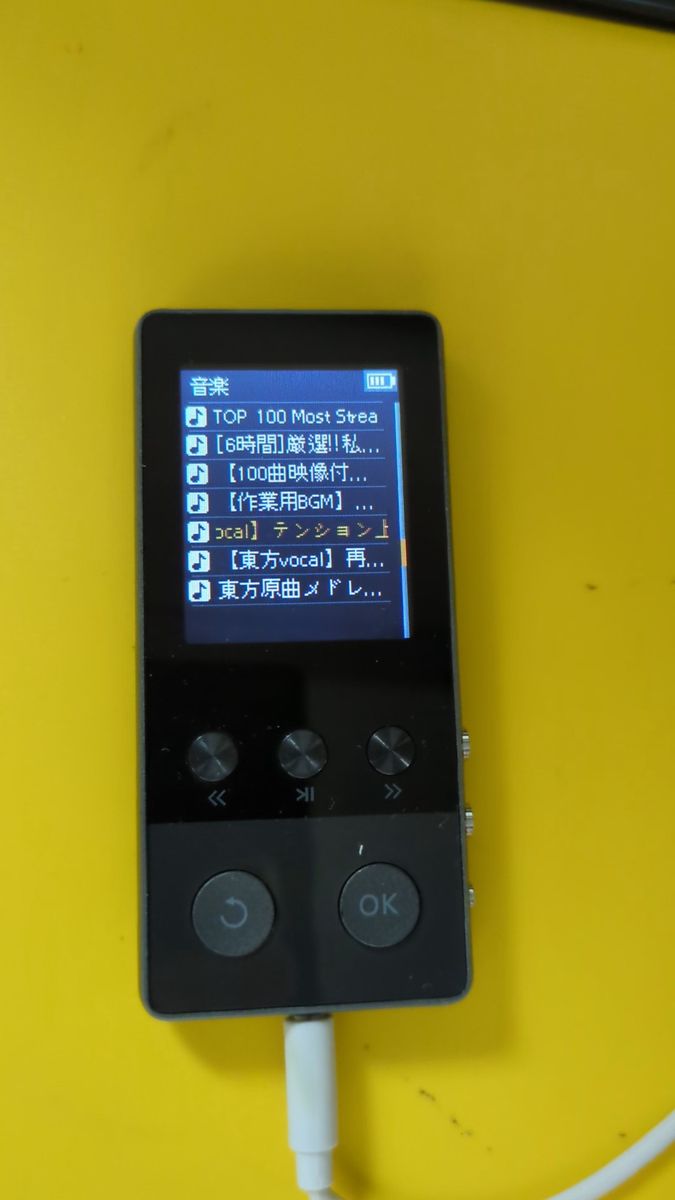 音楽
TOP 100 Most Strea
[6時間]厳選!!私...
【100曲映像付...
【作業用BGM】 ...
ocal】 テンション上
【東方vocal】再...
東方原曲メドレ...
OK